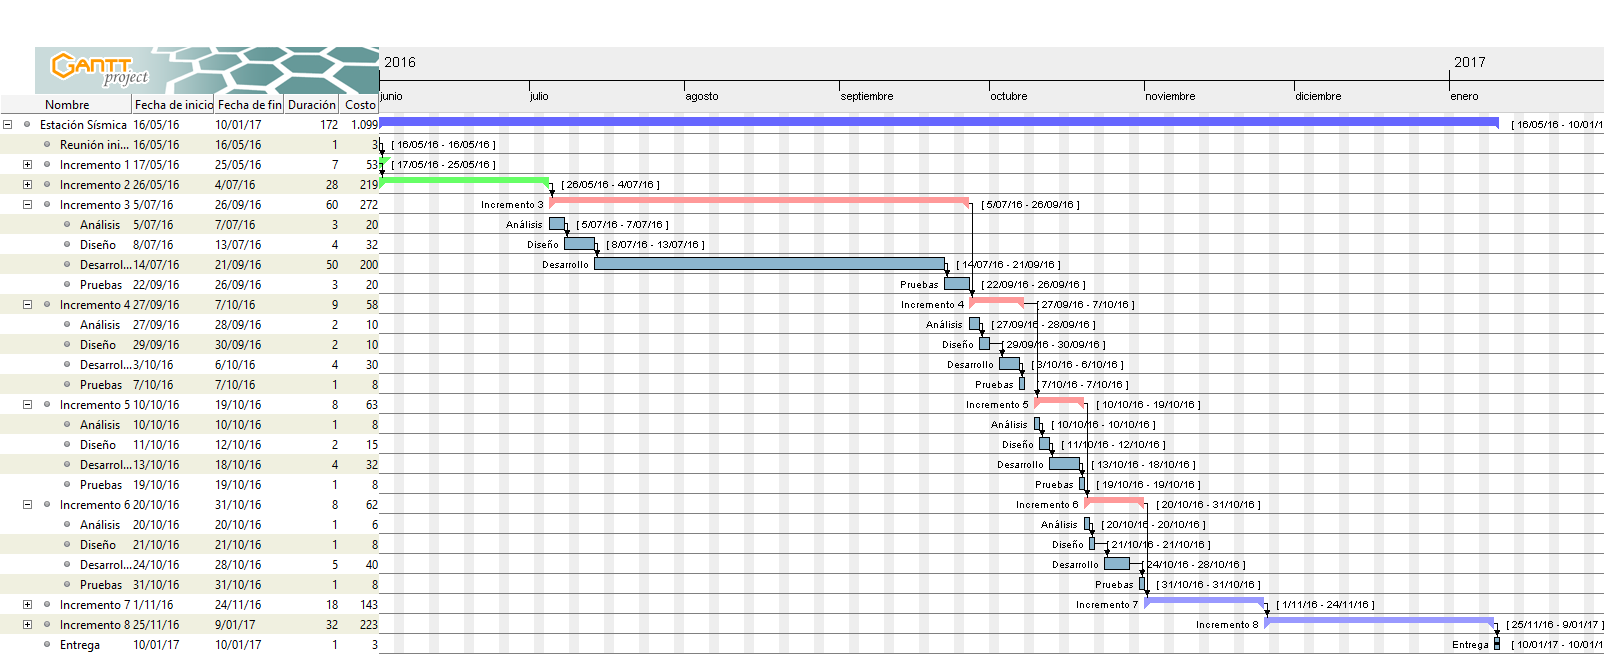 GANTT project
2016 2017
junio julio agosto septiembre octubre noviembre diciembre enero
Nombre Fecha de inicio Fecha de fin Duración Costo
Estación Sísmica 16/05/16 10/01/17 172 1.099 [ 16/05/16 - 10/01/1
Reunión ini... 16/05/16 16/05/16 1 3 [ 16/05/16 - 16/05/16 ]
Incremento 1 17/05/16 25/05/16 7 53 [ 17/05/16 - 25/05/16 ]
Incremento 2 26/05/16 4/07/16 28 219 [ 26/05/16 - 4/07/16 ]
Incremento 3 5/07/16 26/09/16 60 272 Incremento 3 [ 5/07/16 - 26/09/16 ]
Análisis 5/07/16 7/07/16 3 20 Análisis [ 5/07/16 - 7/07/16 ]
Diseño 8/07/16 13/07/16 4 32 Diseño [ 8/07/16 - 13/07/16 ]
Desarrol... 14/07/16 21/09/16 50 200 Desarrollo [ 14/07/16 - 21/09/16 ]
Pruebas 22/09/16 26/09/16 3 20 Pruebas [ 22/09/16 - 26/09/16 ]
Incremento 4 27/09/16 7/10/16 9 58 Incremento 4 [ 27/09/16 - 7/10/16 ]
Análisis 27/09/16 28/09/16 2 10 Análisis [ 27/09/16 - 28/09/16 ]
Diseño 29/09/16 30/09/16 2 10 Diseño [ 29/09/16 - 30/09/16 ]
Desarrol... 3/10/16 6/10/16 4 30 Desarrollo [ 3/10/16 - 6/10/16 ]
Pruebas 7/10/16 7/10/16 1 8 Pruebas [ 7/10/16 - 7/10/16 ]
Incremento 5 10/10/16 19/10/16 8 63 Incremento 5 [ 10/10/16 - 19/10/16 ]
Análisis 10/10/16 10/10/16 1 8 Análisis [ 10/10/16 - 10/10/16 ]
Diseño 11/10/16 12/10/16 2 15 Diseño [ 11/10/16 - 12/10/16 ]
Desarrol... 13/10/16 18/10/16 4 32 Desarrollo [ 13/10/16 - 18/10/16 ]
Pruebas 19/10/16 19/10/16 1 8 Pruebas [ 19/10/16 - 19/10/16 ]
Incremento 6 20/10/16 31/10/16 8 62 Incremento 6 [ 20/10/16 - 31/10/16 ]
Análisis 20/10/16 20/10/16 1 6 Análisis [ 20/10/16 - 20/10/16 ]
Diseño 21/10/16 21/10/16 1 8 Diseño [ 21/10/16 - 21/10/16 ]
Desarrol... 24/10/16 28/10/16 5 40 Desarrollo [ 24/10/16 - 28/10/16 ]
Pruebas 31/10/16 31/10/16 1 8 Pruebas [ 31/10/16 - 31/10/16 ]
Incremento 7 1/11/16 24/11/16 18 143 Incremento 7 [ 1/11/16 - 24/11/16 ]
Incremento 8 25/11/16 9/01/17 32 223 Incremento 8 [ 25/11/16 - 9/01/17 ]
Entrega 10/01/17 10/01/17 1 3 Entrega [ 10/01/17 - 10/01/1